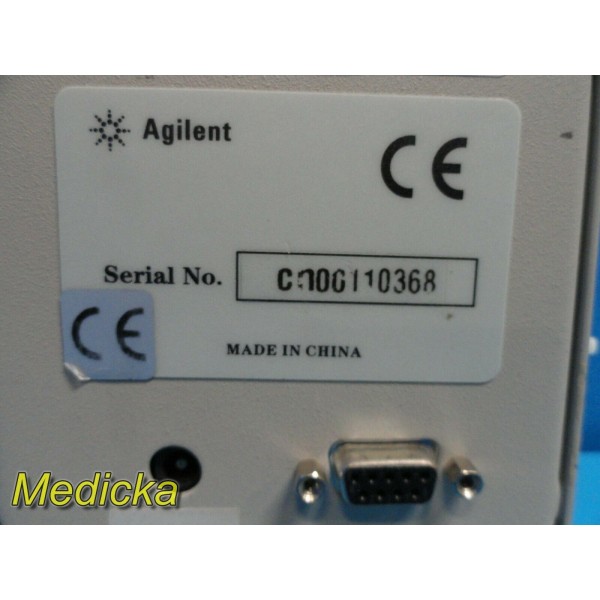 Agilent
CE
Serial No.
CE
MADE IN CHINA
Medicka